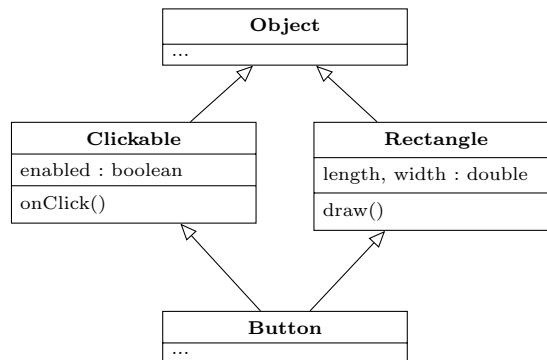 Object
...
Clickable
enabled : boolean
onClick()
Rectangle
length, width : double
draw()
Button
...